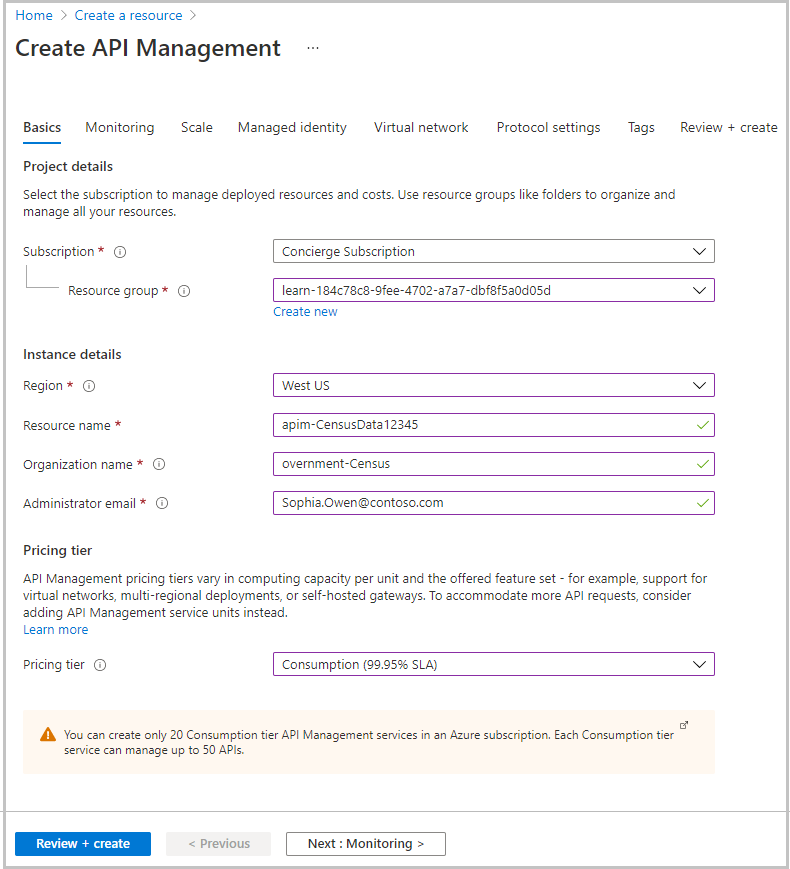 Home > Create a resource >
Create API Management ...
Basics Monitoring Scale Managed identity Virtual network Protocol settings Tags Review + create
Project details
Select the subscription to manage deployed resources and costs. Use resource groups like folders to organize and
manage all your resources.
Subscription * Concierge Subscription
Resource group * learn-184c78c8-9fee-4702-a7a7-dbf8f5a0d05d
Create new
Instance details
Region * West US
Resource name * apim-CensusData12345
Organization name * overnment-Census
Administrator email * Sophia.Owen@contoso.com
Pricing tier
API Management pricing tiers vary in computing capacity per unit and the offered feature set - for example, support for
virtual networks, multi-regional deployments, or self-hosted gateways. To accommodate more API requests, consider
adding API Management service units instead.
Learn more
Pricing tier Consumption (99.95% SLA)
You can create only 20 Consumption tier API Management services in an Azure subscription. Each Consumption tier
service can manage up to 50 APIs.
Review + create < Previous Next : Monitoring >